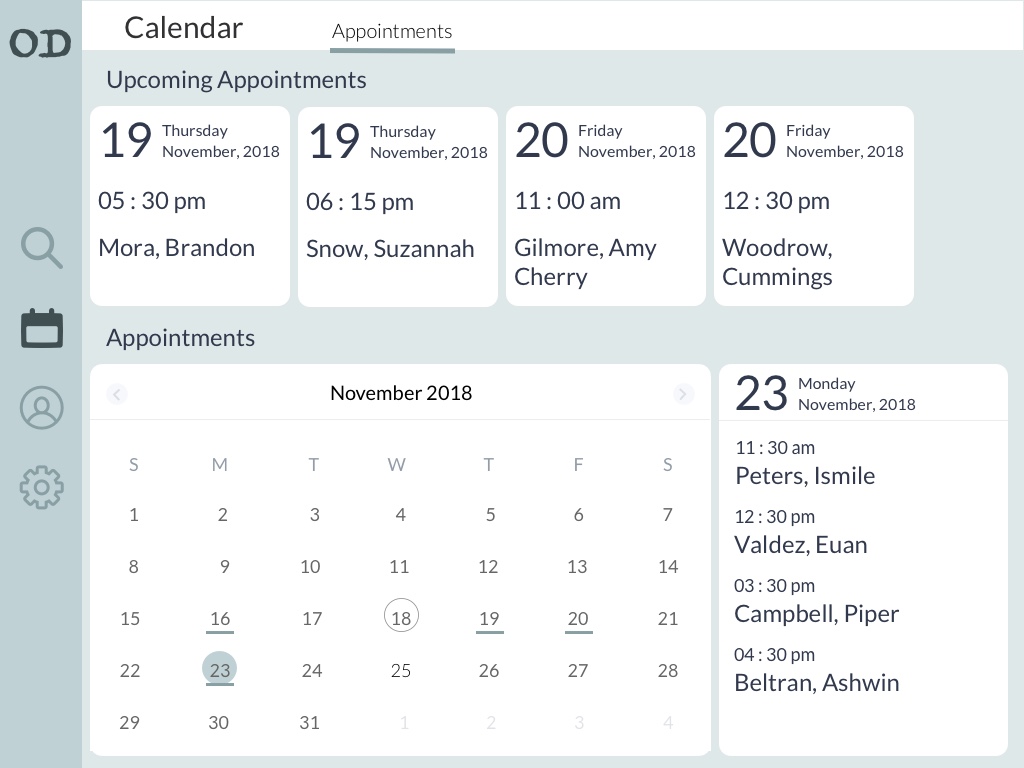 OD
Calendar
Appointments
Upcoming Appointments
19 Thursday
November, 2018
05 : 30 pm
Mora, Brandon
19 Thursday
November, 2018
06 : 15 pm
Snow, Suzannah
20 Friday
November, 2018
11 : 00 am
Gilmore, Amy
Cherry
20 Friday
November, 2018
12 : 30 pm
Woodrow,
Cummings
Appointments
November 2018
S M T W T F S
1 2 3 4 5 6 7
8 9 10 11 12 13 14
15 16 17 18 19 20 21
22 23 24 25 26 27 28
29 30 31 1 2 3 4
23 Monday
November, 2018
11 : 30 am
Peters, Ismile
12 : 30 pm
Valdez, Euan
03 : 30 pm
Campbell, Piper
04 : 30 pm
Beltran, Ashwin